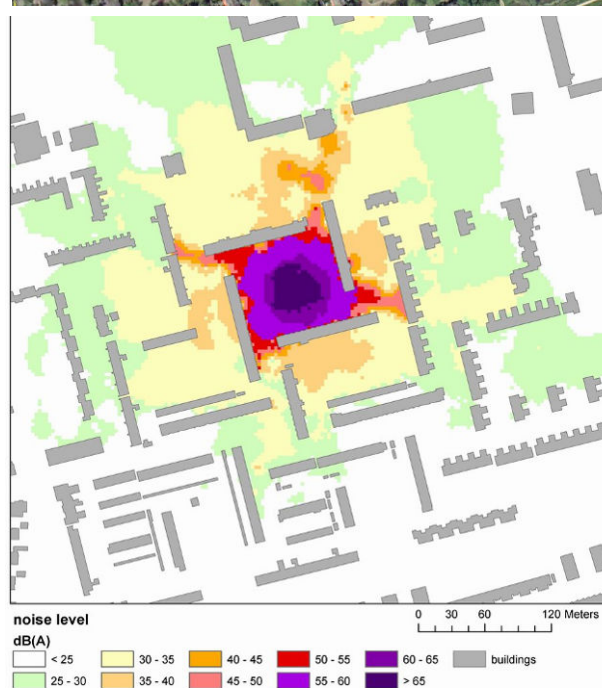 noise level
dB(A)
0 30 60 120 Meters
< 25 30 - 35 40 - 45 50 - 55 60 - 65 buildings
25 - 30 35 - 40 45 - 50 55 - 60 > 65